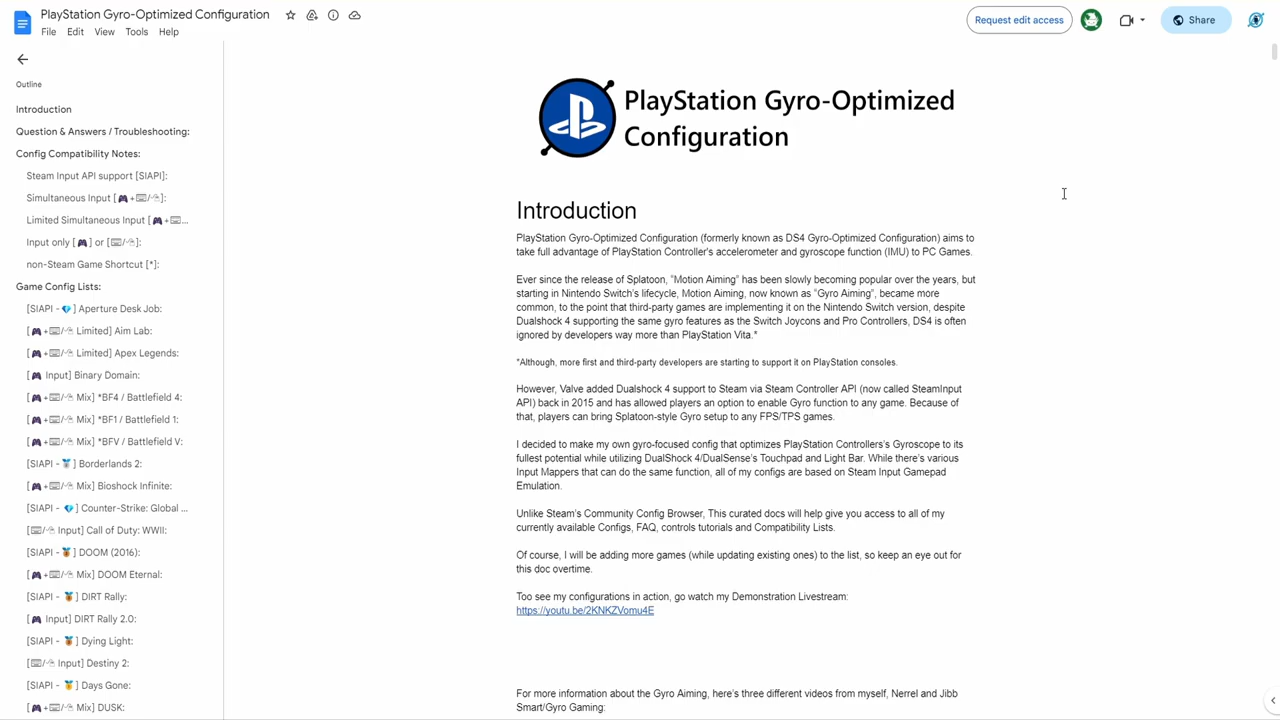 PlayStation Gyro-Optimized Configuration
File Edit View Tools Help
Request edit access
Share
Outline
Introduction
Question & Answers / Troubleshooting:
Config Compatibility Notes:
Steam Input API support [SIAPI]:
Simultaneous Input [🎮+⌨/🖱]:
Limited Simultaneous Input [🎮+⌨...
Input only [🎮] or [⌨/🖱]:
non-Steam Game Shortcut [*]:
Game Config Lists:
[SIAPI - 💎] Aperture Desk Job:
[🎮+⌨/🖱 Limited] Aim Lab:
[🎮+⌨/🖱 Limited] Apex Legends:
[🎮 Input] Binary Domain:
[🎮+⌨/🖱 Mix] *BF4 / Battlefield 4:
[🎮+⌨/🖱 Mix] *BF1 / Battlefield 1:
[🎮+⌨/🖱 Mix] *BFV / Battlefield V:
[SIAPI - 🥈] Borderlands 2:
[🎮+⌨/🖱 Mix] Bioshock Infinite:
[SIAPI - 💎] Counter-Strike: Global ...
[⌨/🖱 Input] Call of Duty: WWII:
[SIAPI - 🥉] DOOM (2016):
[🎮+⌨/🖱 Mix] DOOM Eternal:
[SIAPI - 🥉] DIRT Rally:
[🎮 Input] DIRT Rally 2.0:
[SIAPI - 🥉] Dying Light:
[⌨/🖱 Input] Destiny 2:
[SIAPI - 🥇] Days Gone:
[🎮+⌨/🖱 Mix] DUSK:
PlayStation Gyro-Optimized
Configuration
Introduction
PlayStation Gyro-Optimized Configuration (formerly known as DS4 Gyro-Optimized Configuration) aims to
take full advantage of PlayStation Controller's accelerometer and gyroscope function (IMU) to PC Games.
Ever since the release of Splatoon, "Motion Aiming" has been slowly becoming popular over the years, but
starting in Nintendo Switch's lifecycle, Motion Aiming, now known as "Gyro Aiming", became more
common, to the point that third-party games are implementing it on the Nintendo Switch version, despite
Dualshock 4 supporting the same gyro features as the Switch Joycons and Pro Controllers, DS4 is often
ignored by developers way more than PlayStation Vita.*
*Although, more first and third-party developers are starting to support it on PlayStation consoles.
However, Valve added Dualshock 4 support to Steam via Steam Controller API (now called SteamInput
API) back in 2015 and has allowed players an option to enable Gyro function to any game. Because of
that, players can bring Splatoon-style Gyro setup to any FPS/TPS games.
I decided to make my own gyro-focused config that optimizes PlayStation Controllers's Gyroscope to its
fullest potential while utilizing DualShock 4/DualSense's Touchpad and Light Bar. While there's various
Input Mappers that can do the same function, all of my configs are based on Steam Input Gamepad
Emulation.
Unlike Steam's Community Config Browser, This curated docs will help give you access to all of my
currently available Configs, FAQ, controls tutorials and Compatibility Lists.
Of course, I will be adding more games (while updating existing ones) to the list, so keep an eye out for
this doc overtime.
Too see my configurations in action, go watch my Demonstration Livestream:
https://youtu.be/2KNKZVomu4E
For more information about the Gyro Aiming, here's three different videos from myself, Nerrel and Jibb
Smart/Gyro Gaming: